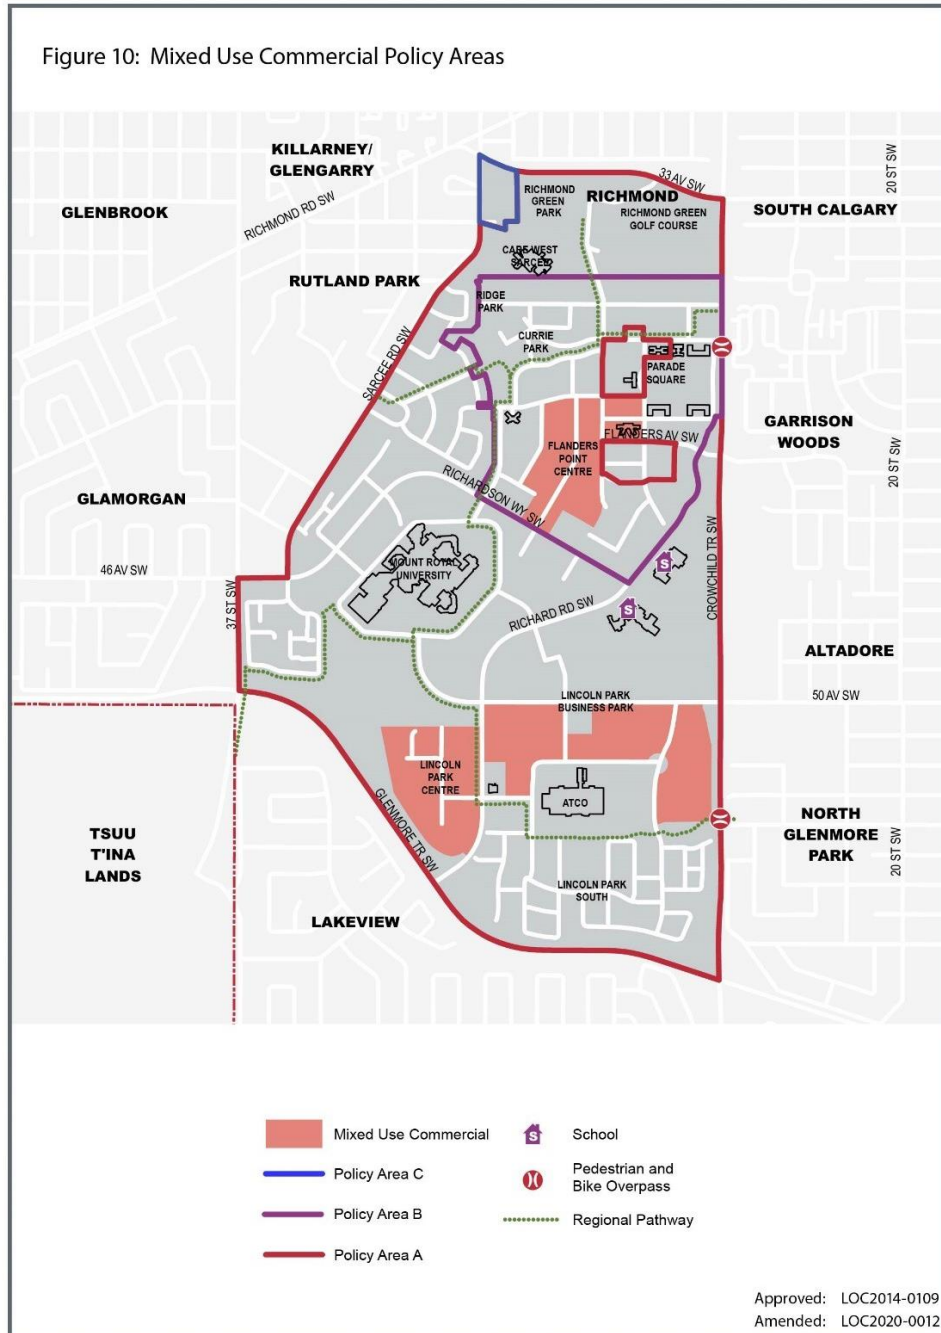 Figure 10: Mixed Use Commercial Policy Areas
KILLARNEY/
GLENGARRY
GLENBROOK
RICHMOND RD SW
RICHMOND
GREEN
PARK
RICHMOND
33 AV SW
RICHMOND GREEN
GOLF COURSE
20 ST SW
SOUTH CALGARY
CARE WEST
SARCEE
RUTLAND PARK
RIDGE
PARK
CURRIE
PARK
SARCEE RD SW
PARADE
SQUARE
GARRISON
WOODS
FLANDERS AV SW
FLANDERS
POINT
CENTRE
20 ST SW
GLAMORGAN
RICHARDSON WY SW
CROWCHILD TR SW
46 AV SW
MOUNT ROYAL
UNIVERSITY
S
37 ST SW
RICHARD RD SW
S
ALTADORE
50 AV SW
LINCOLN PARK
BUSINESS PARK
LINCOLN
PARK
CENTRE
ATCO
GLENMORE TR SW
TSUU
T'INA
LANDS
NORTH
GLENMORE
PARK
20 ST SW
LINCOLN PARK
SOUTH
LAKEVIEW
Mixed Use Commercial
Policy Area C
Policy Area B
Policy Area A
S
School
Pedestrian and
Bike Overpass
Regional Pathway
Approved: LOC2014-0109
Amended: LOC2020-0012